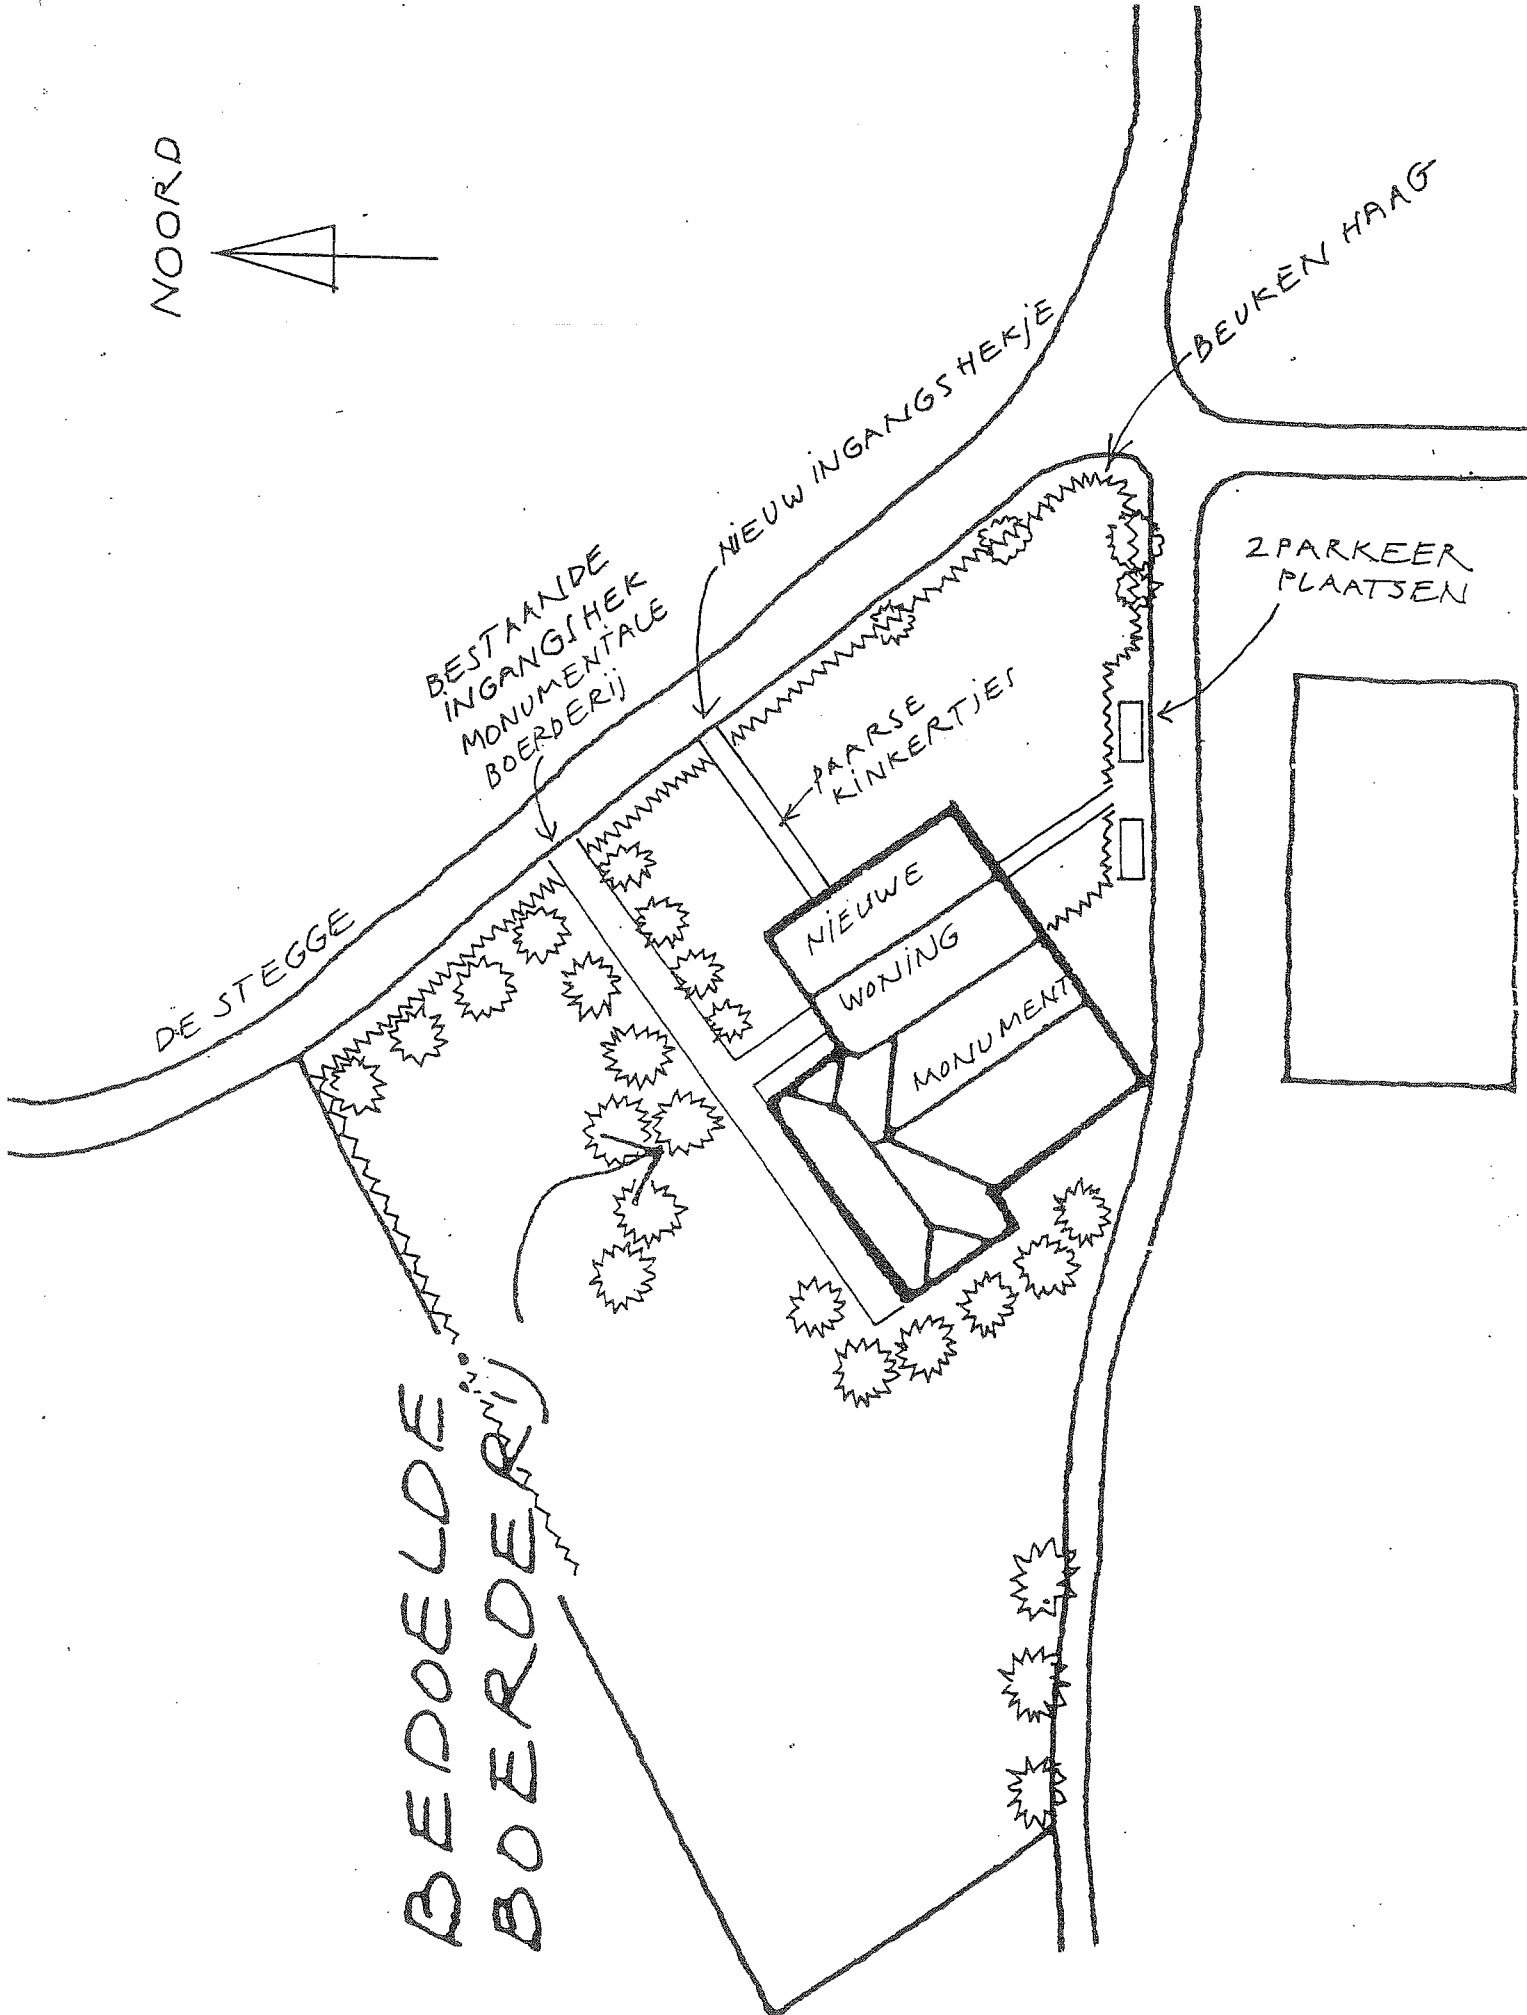 NOORD
BEUKEN HAAG
NIEUW INGANGSHEKJE
2 PARKEER
PLAATSEN
BESTAANDE
INGANGSHEK
MONUMENTALE
BOERDERIJ
PAARSE
KINKERTJES
DE STEGGE
NIEUWE
WONING
MONUMENT
BEDOELDE
BOERDERIJ